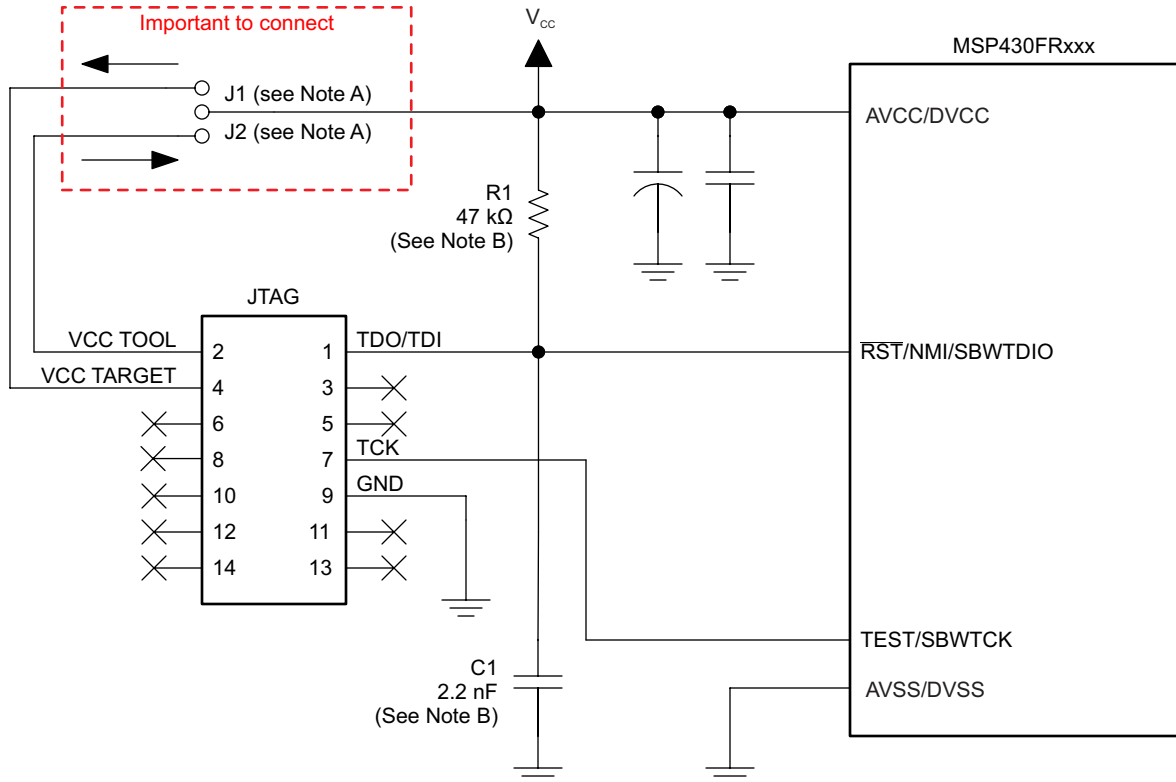 Important to connect
J1 (see Note A)
J2 (see Note A)
VCC
MSP430FRxxx
AVCC/DVCC
R1
47 kΩ
(See Note B)
JTAG
VCC TOOL
2
1
TDO/TDI
RST/NMI/SBWTDIO
VCC TARGET
4
3
6
5
8
7
TCK
10
9
GND
12
11
14
13
TEST/SBWTCK
C1
2.2 nF
(See Note B)
AVSS/DVSS